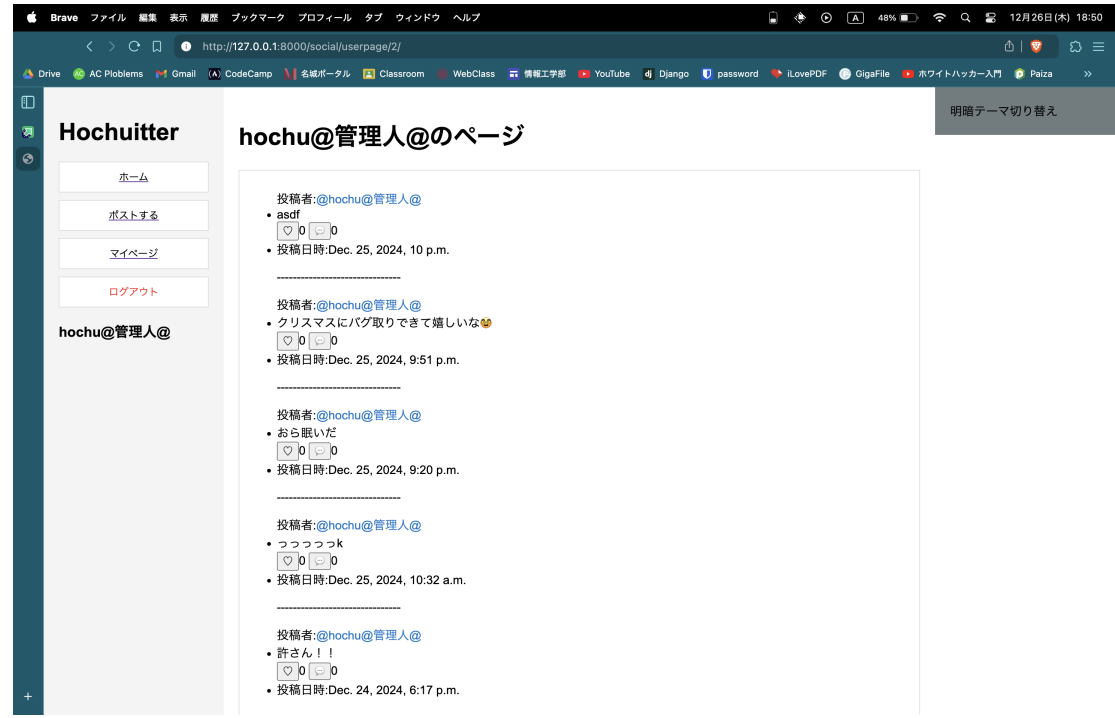 Brave ファイル 編集 表示 履歴 ブックマーク プロフィール タブ ウィンドウ ヘルプ A 48% 12月26日(木) 18:50
http://127.0.0.1:8000/social/userpage/2/
Drive AC Ploblems Gmail CodeCamp 名城ポータル Classroom WebClass 情報工学部 YouTube dj Django password iLovePDF GigaFile ホワイトハッカー入門 Paiza »
明暗テーマ切り替え
Hochuitter
ホーム
ポストする
マイページ
ログアウト
hochu@管理人@
hochu@管理人@のページ
投稿者:@hochu@管理人@
• asdf
♡0 💬0
• 投稿日時:Dec. 25, 2024, 10 p.m.
------------------------------
投稿者:@hochu@管理人@
• クリスマスにバグ取りできて嬉しいな🥸
♡0 💬0
• 投稿日時:Dec. 25, 2024, 9:51 p.m.
------------------------------
投稿者:@hochu@管理人@
• おら眠いだ
♡0 💬0
• 投稿日時:Dec. 25, 2024, 9:20 p.m.
------------------------------
投稿者:@hochu@管理人@
• っっっっっk
♡0 💬0
• 投稿日時:Dec. 25, 2024, 10:32 a.m.
------------------------------
投稿者:@hochu@管理人@
• 許さん！！
♡0 💬0
• 投稿日時:Dec. 24, 2024, 6:17 p.m.